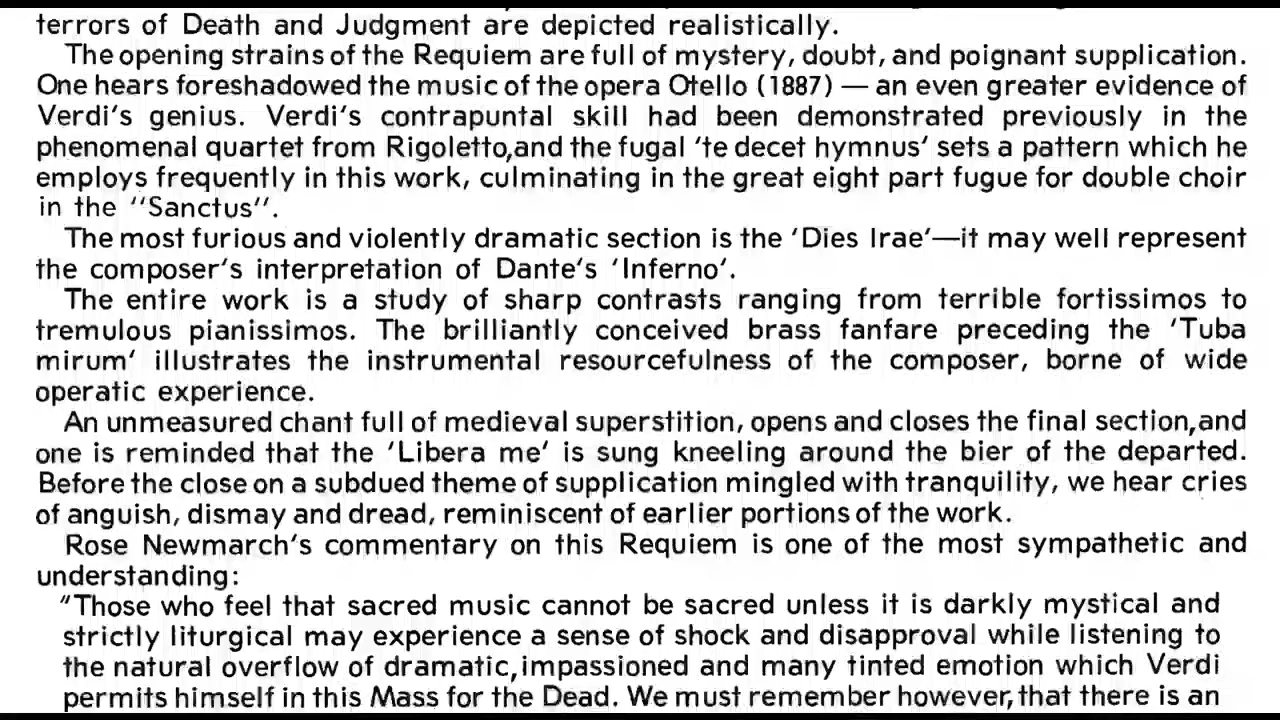 terrors of Death and Judgment are depicted realistically.
The opening strains of the Requiem are full of mystery, doubt, and poignant supplication.
One hears foreshadowed the music of the opera Otello (1887) — an even greater evidence of
Verdi's genius. Verdi's contrapuntal skill had been demonstrated previously in the
phenomenal quartet from Rigoletto,and the fugal 'te decet hymnus' sets a pattern which he
employs frequently in this work, culminating in the great eight part fugue for double choir
in the "Sanctus".
The most furious and violently dramatic section is the 'Dies Irae'—it may well represent
the composer's interpretation of Dante's 'Inferno'.
The entire work is a study of sharp contrasts ranging from terrible fortissimos to
tremulous pianissimos. The brilliantly conceived brass fanfare preceding the 'Tuba
mirum' illustrates the instrumental resourcefulness of the composer, borne of wide
operatic experience.
An unmeasured chant full of medieval superstition, opens and closes the final section,and
one is reminded that the 'Libera me' is sung kneeling around the bier of the departed.
Before the close on a subdued theme of supplication mingled with tranquility, we hear cries
of anguish, dismay and dread, reminiscent of earlier portions of the work.
Rose Newmarch's commentary on this Requiem is one of the most sympathetic and
understanding:
"Those who feel that sacred music cannot be sacred unless it is darkly mystical and
strictly liturgical may experience a sense of shock and disapproval while listening to
the natural overflow of dramatic,impassioned and many tinted emotion which Verdi
permits himself in this Mass for the Dead. We must remember however,that there is an